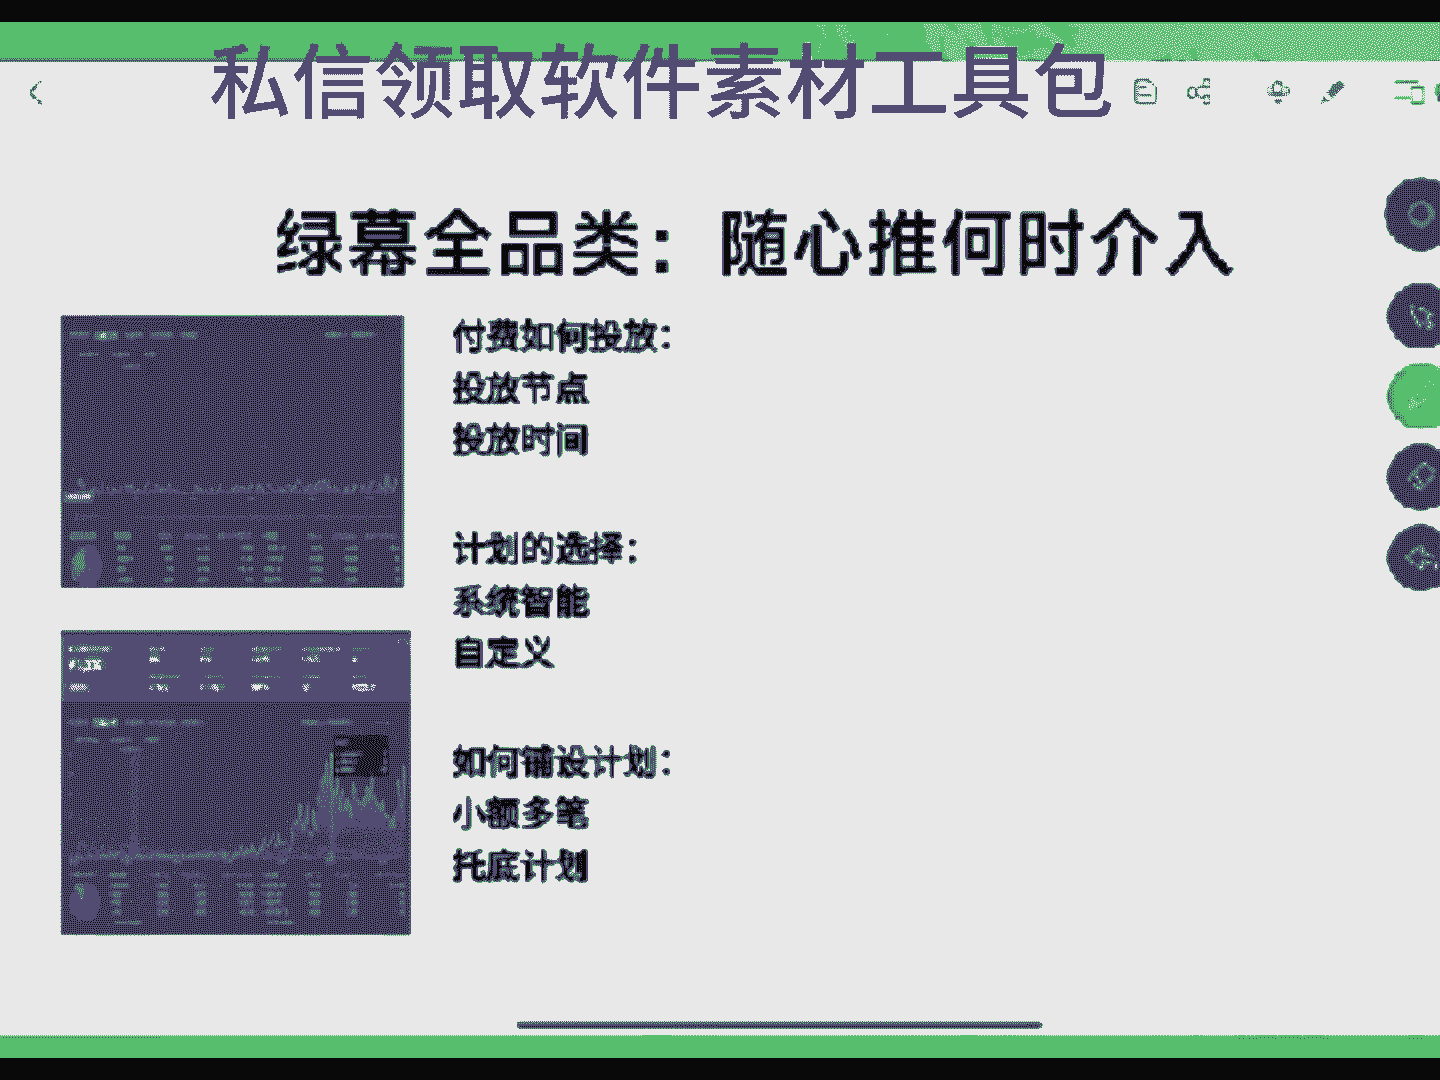 私信领取软件素材工具包
绿幕全品类：随心推何时介入
付费如何投放：
投放节点
投放时间
计划的选择：
系统智能
自定义
如何铺设计划：
小额多笔
托底计划